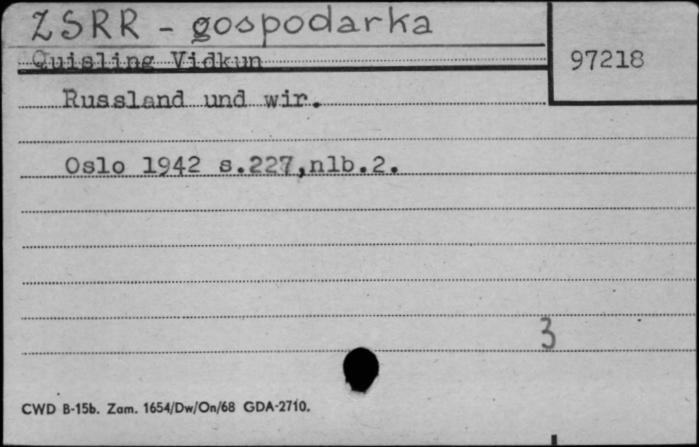 ZSRR - gospodarka
Quisling Vidkun
97218
Russland und wir.
Oslo 1942 s.227,nlb.2.
3
CWD B-15b. Zam. 1654/Dw/On/68 GDA-2710.